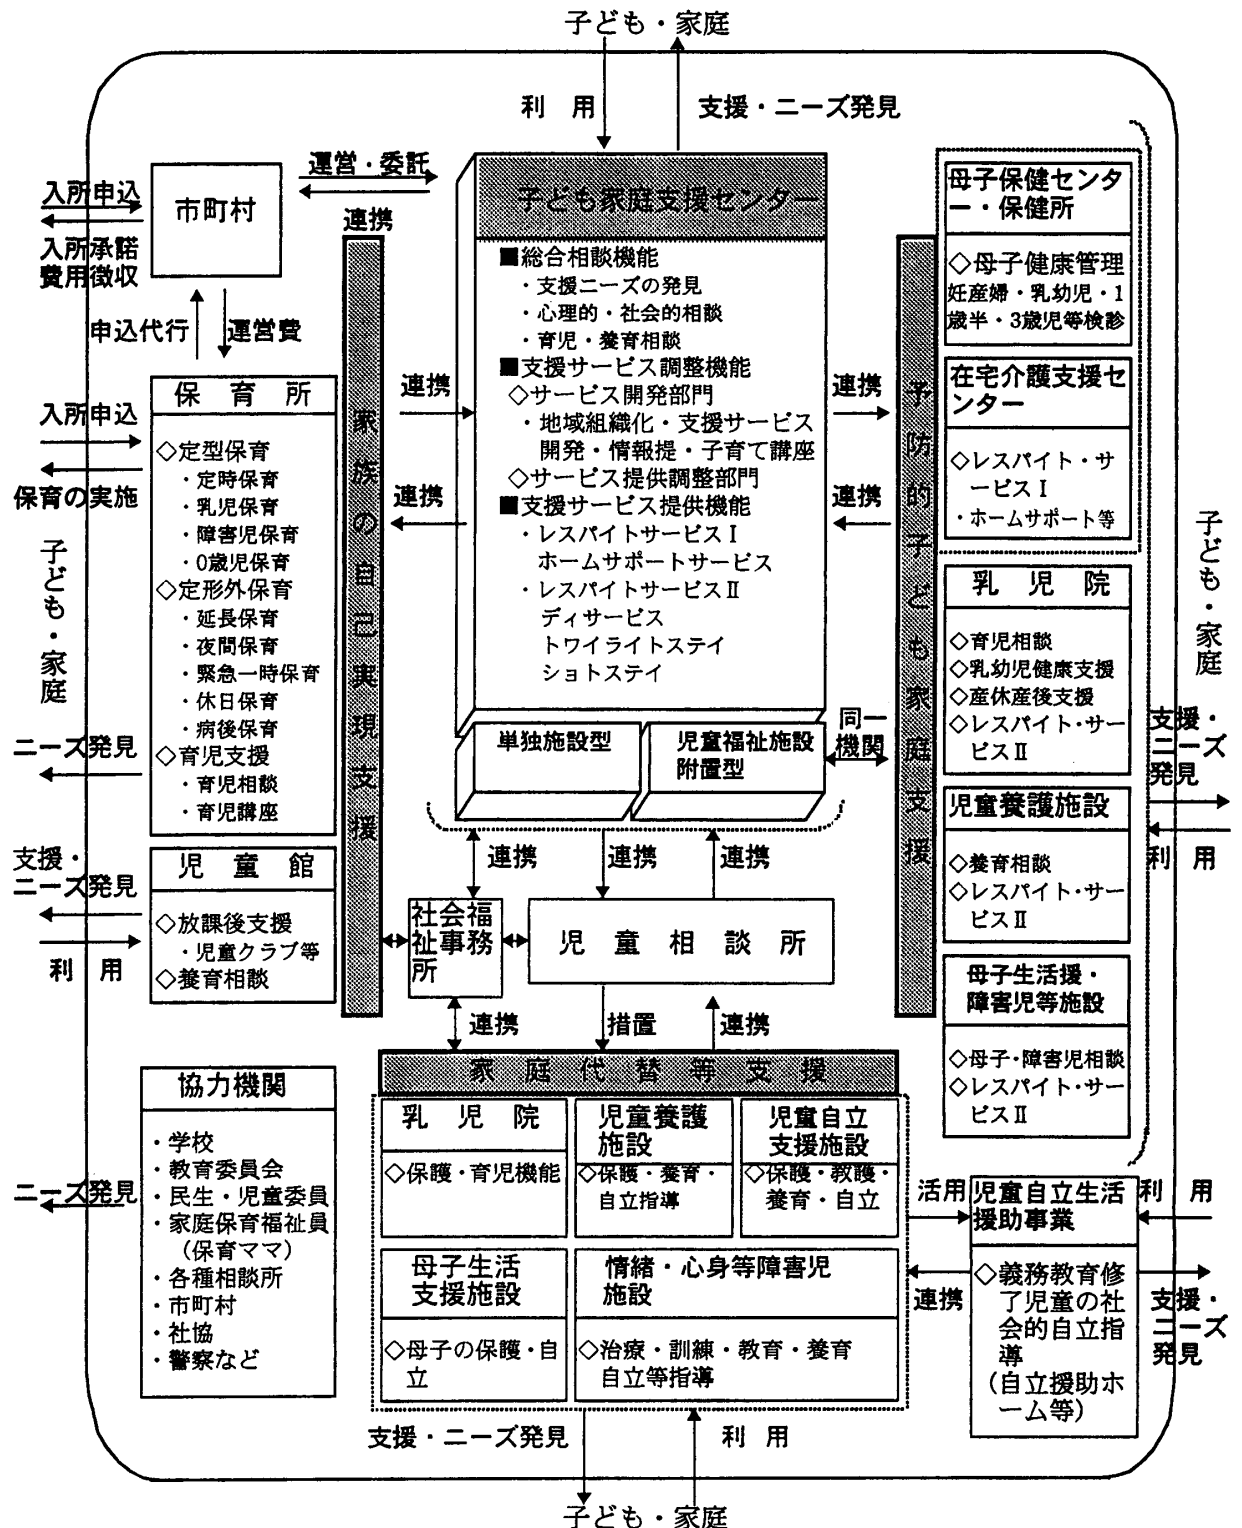 子ども・家庭
利 用
支援・ニーズ発見
入所申込
入所承諾
費用徴収
市町村
運営・委託
連携
申込代行
運営費
入所申込
保育の実施
子ども・家庭
ニーズ発見
保 育 所
◇定型保育
・定時保育
・乳児保育
・障害児保育
・0歳児保育
◇定形外保育
・延長保育
・夜間保育
・緊急一時保育
・休日保育
・病後保育
◇育児支援
・育児相談
・育児講座
支援・
ニーズ発見
利 用
児 童 館
◇放課後支援
・児童クラブ等
◇養育相談
家族の自己実現支援
連携
連携
子ども家庭支援センター
■総合相談機能
・支援ニーズの発見
・心理的・社会的相談
・育児・養育相談
■支援サービス調整機能
◇サービス開発部門
・地域組織化・支援サービス
開発・情報提・子育て講座
◇サービス提供調整部門
■支援サービス提供機能
・レスパイトサービスⅠ
ホームサポートサービス
・レスパイトサービスⅡ
ディサービス
トワイライトステイ
ショトステイ
単独施設型
児童福祉施設
附置型
同一
機関
連携
連携
予防的子ども家庭支援
母子保健センタ
ー・保健所
◇母子健康管理
妊産婦・乳幼児・1
歳半・3歳児等検診
在宅介護支援セ
ンター
◇レスパイト・サ
ービスⅠ
・ホームサポート等
乳 児 院
◇育児相談
◇乳幼児健康支援
◇産休産後支援
◇レスパイト・サー
ビスⅡ
児童養護施設
◇養育相談
◇レスパイト・サー
ビスⅡ
母子生活援・
障害児等施設
◇母子・障害児相談
◇レスパイト・サー
ビスⅡ
子ども・家庭
支援・
ニーズ
発見
利 用
連携
連携
連携
社会福
祉事務
所
児 童 相 談 所
連携
措置
連携
家 庭 代 替 等 支 援
乳 児 院
◇保護・育児機能
児童養護
施設
◇保護・養育・
自立指導
児童自立
支援施設
◇保護・教護・
養育・自立
母子生活
支援施設
◇母子の保護・自
立
情緒・心身等障害児
施設
◇治療・訓練・教育・養育
自立等指導
協力機関
・学校
・教育委員会
・民生・児童委員
・家庭保育福祉員
（保育ママ）
・各種相談所
・市町村
・社協
・警察など
ニーズ発見
活用
連携
児童自立生活
援助事業
◇義務教育修
了児童の社
会的自立指
導
（自立援助ホ
ーム等）
利 用
支援・
ニーズ
発見
支援・ニーズ発見
利 用
子ども・家庭